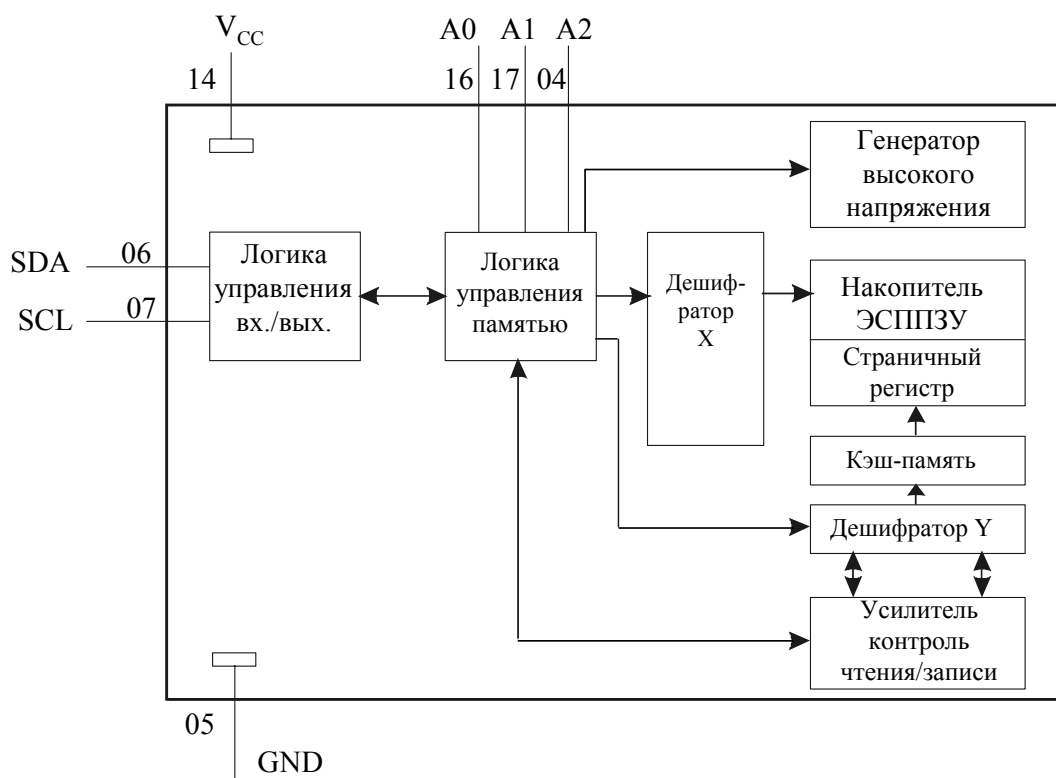 V_CC
A0 A1 A2
14
16 17 04
Генератор
высокого
напряжения
SDA
06
SCL
07
Логика
управления
вх./вых.
Логика
управления
памятью
Дешиф-
ратор
X
Накопитель
ЭСППЗУ
Страничный
регистр
Кэш-память
Дешифратор Y
Усилитель
контроль
чтения/записи
05
GND